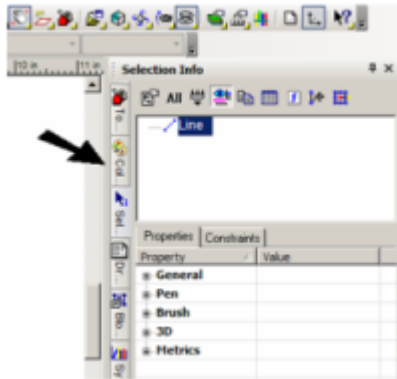 10 in 11 in
Selection Info
All
Line
To...
Col...
Sel...
Dr...
Blo...
Sy
Properties Constraints
Property / Value
General
Pen
Brush
3D
Metrics